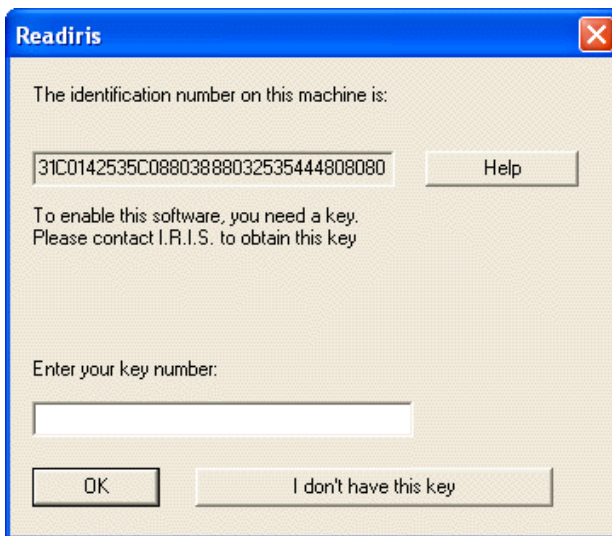 Readiris
The identification number on this machine is:
31C0142535C0880388803253544480808​0
Help
To enable this software, you need a key.
Please contact I.R.I.S. to obtain this key
Enter your key number:
OK
I don't have this key